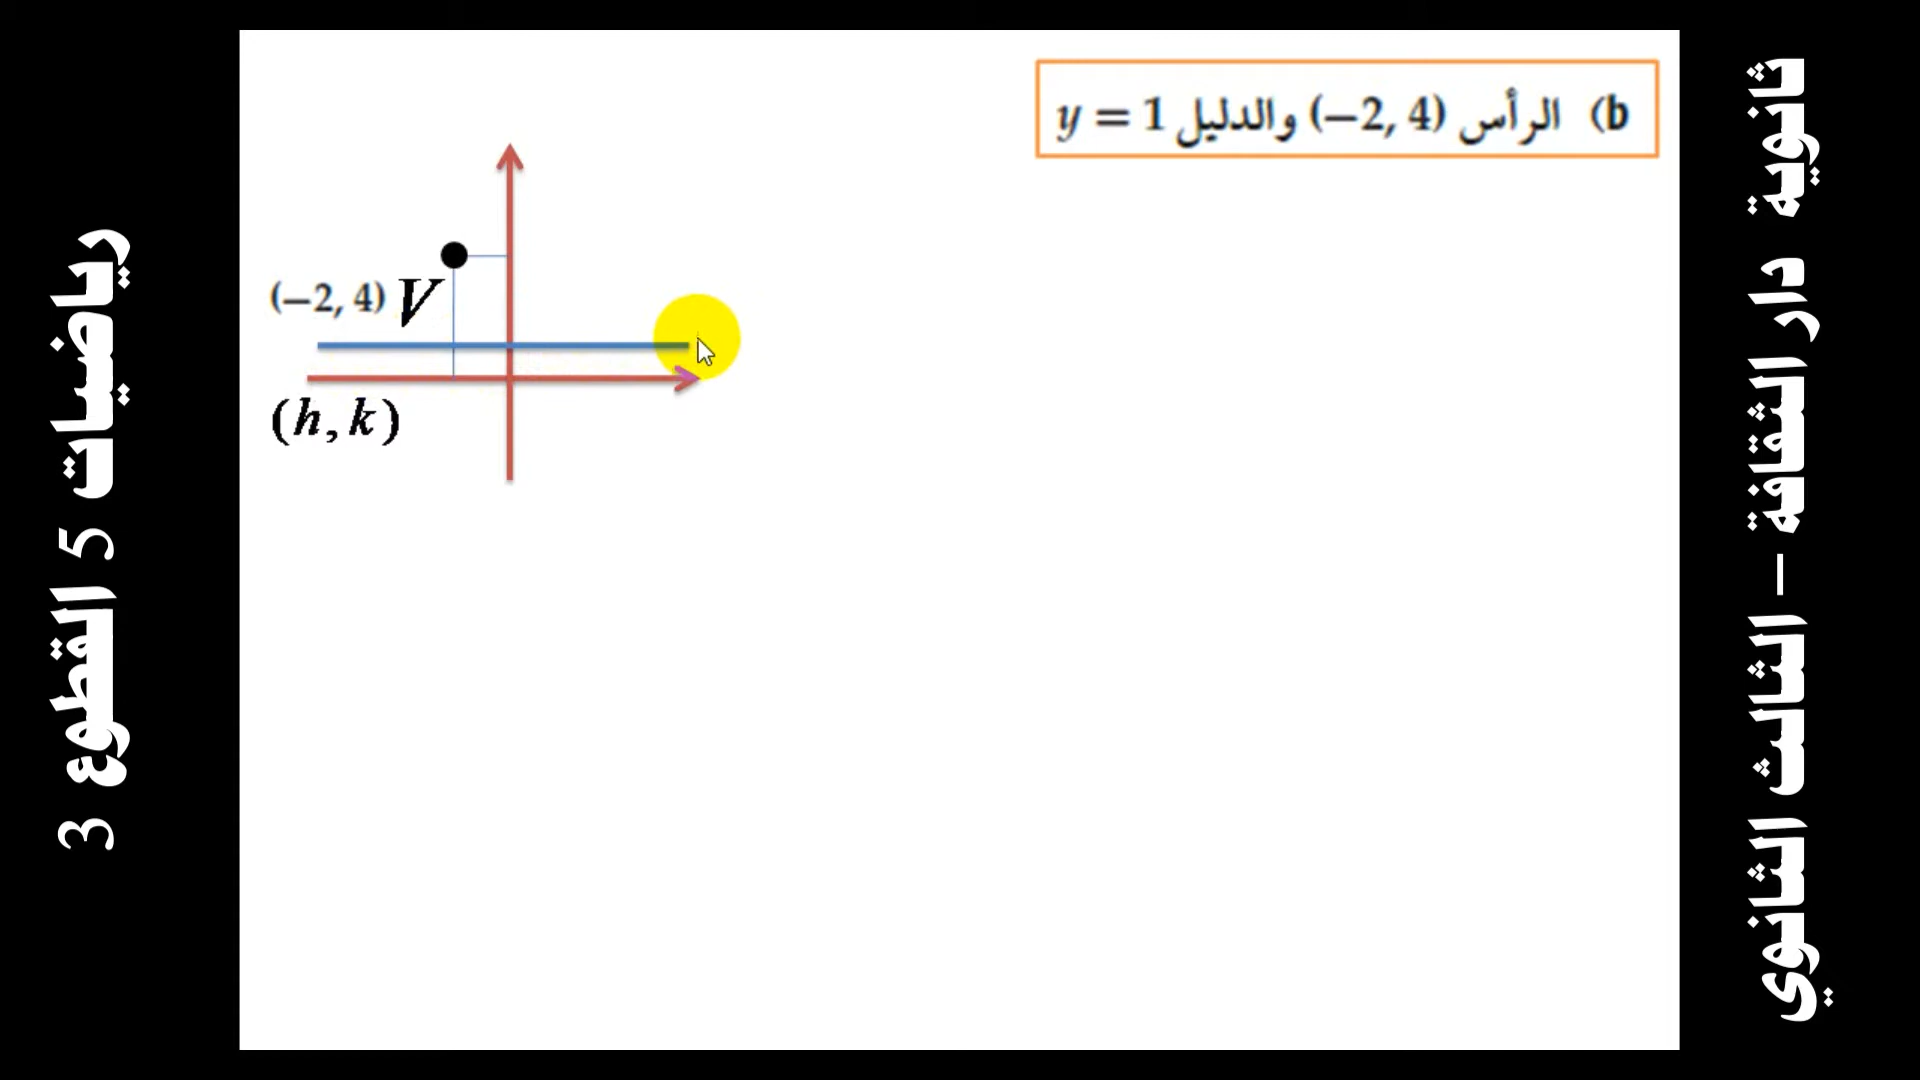 ثانوية دار الثقافة – الثالث الثانوي
b) الرأس (−2, 4) والدليل y = 1
(−2, 4) V
(h, k)
رياضيات 5 القطوع 3